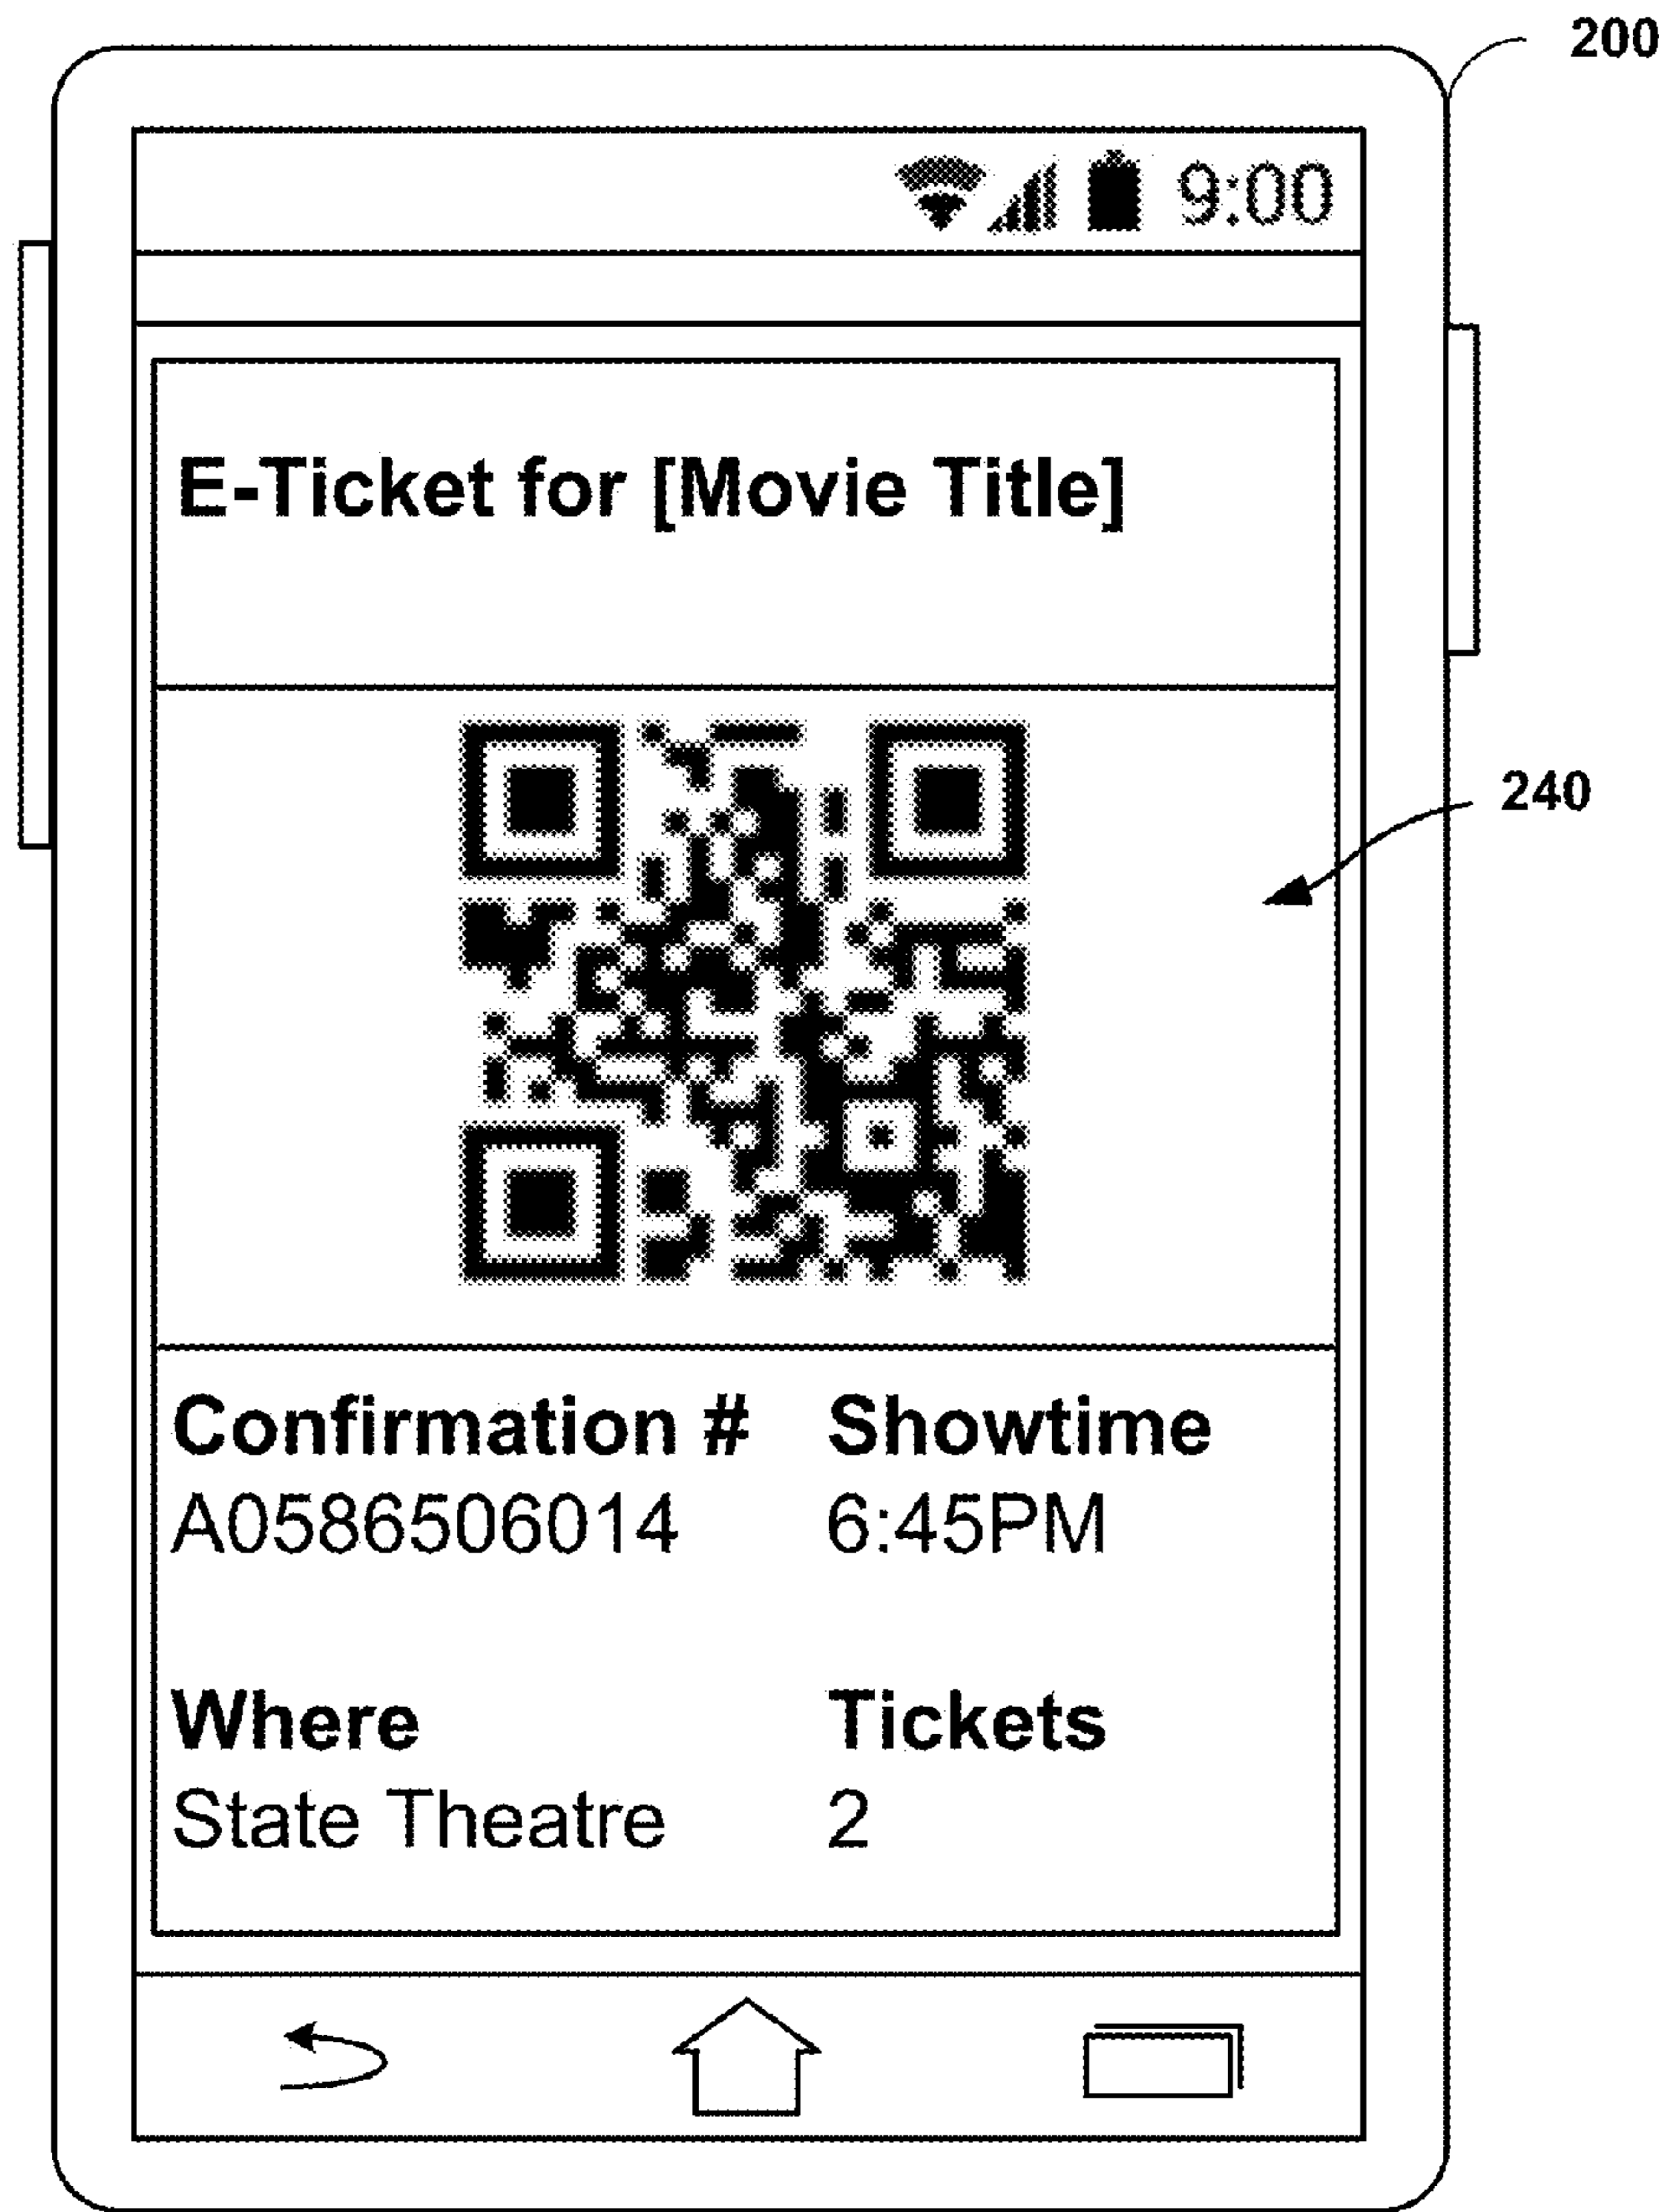 200
9:00
E-Ticket for [Movie Title]
240
Confirmation # Showtime
A0586506014 6:45PM
Where Tickets
State Theatre 2